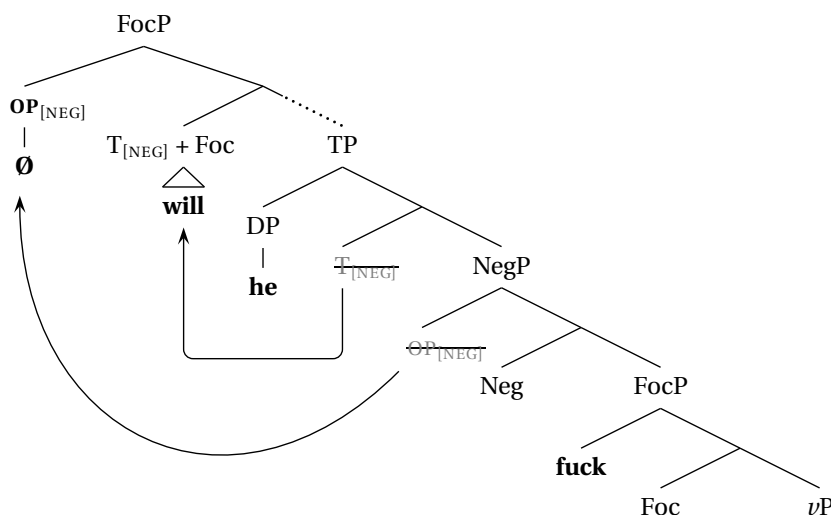 FocP
OP[NEG]
Ø
T[NEG] + Foc
will
TP
DP
he
T[NEG]
NegP
OP[NEG]
Neg
FocP
fuck
Foc
vP